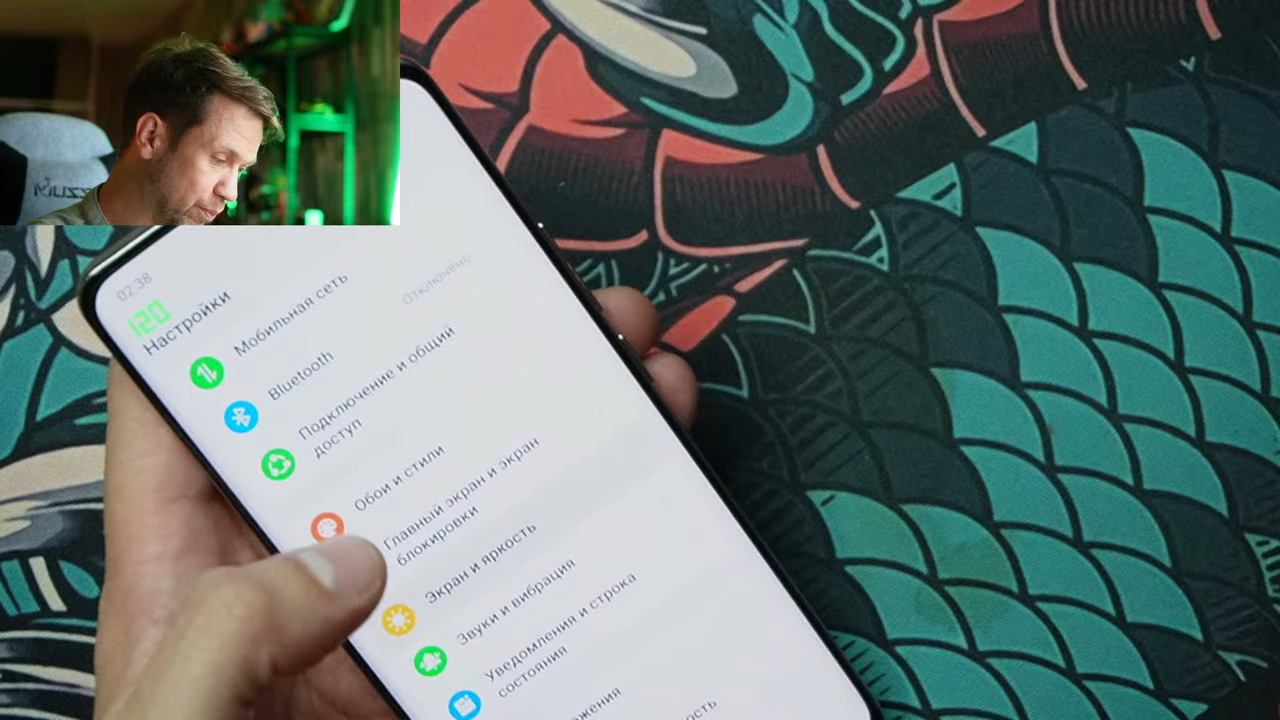 02:38
120
Настройки
Мобильная сеть
Bluetooth
Отключено
Подключение и общий
доступ
Обои и стили
Главный экран и экран
блокировки
Экран и яркость
Звуки и вибрация
Уведомления и строка
состояния